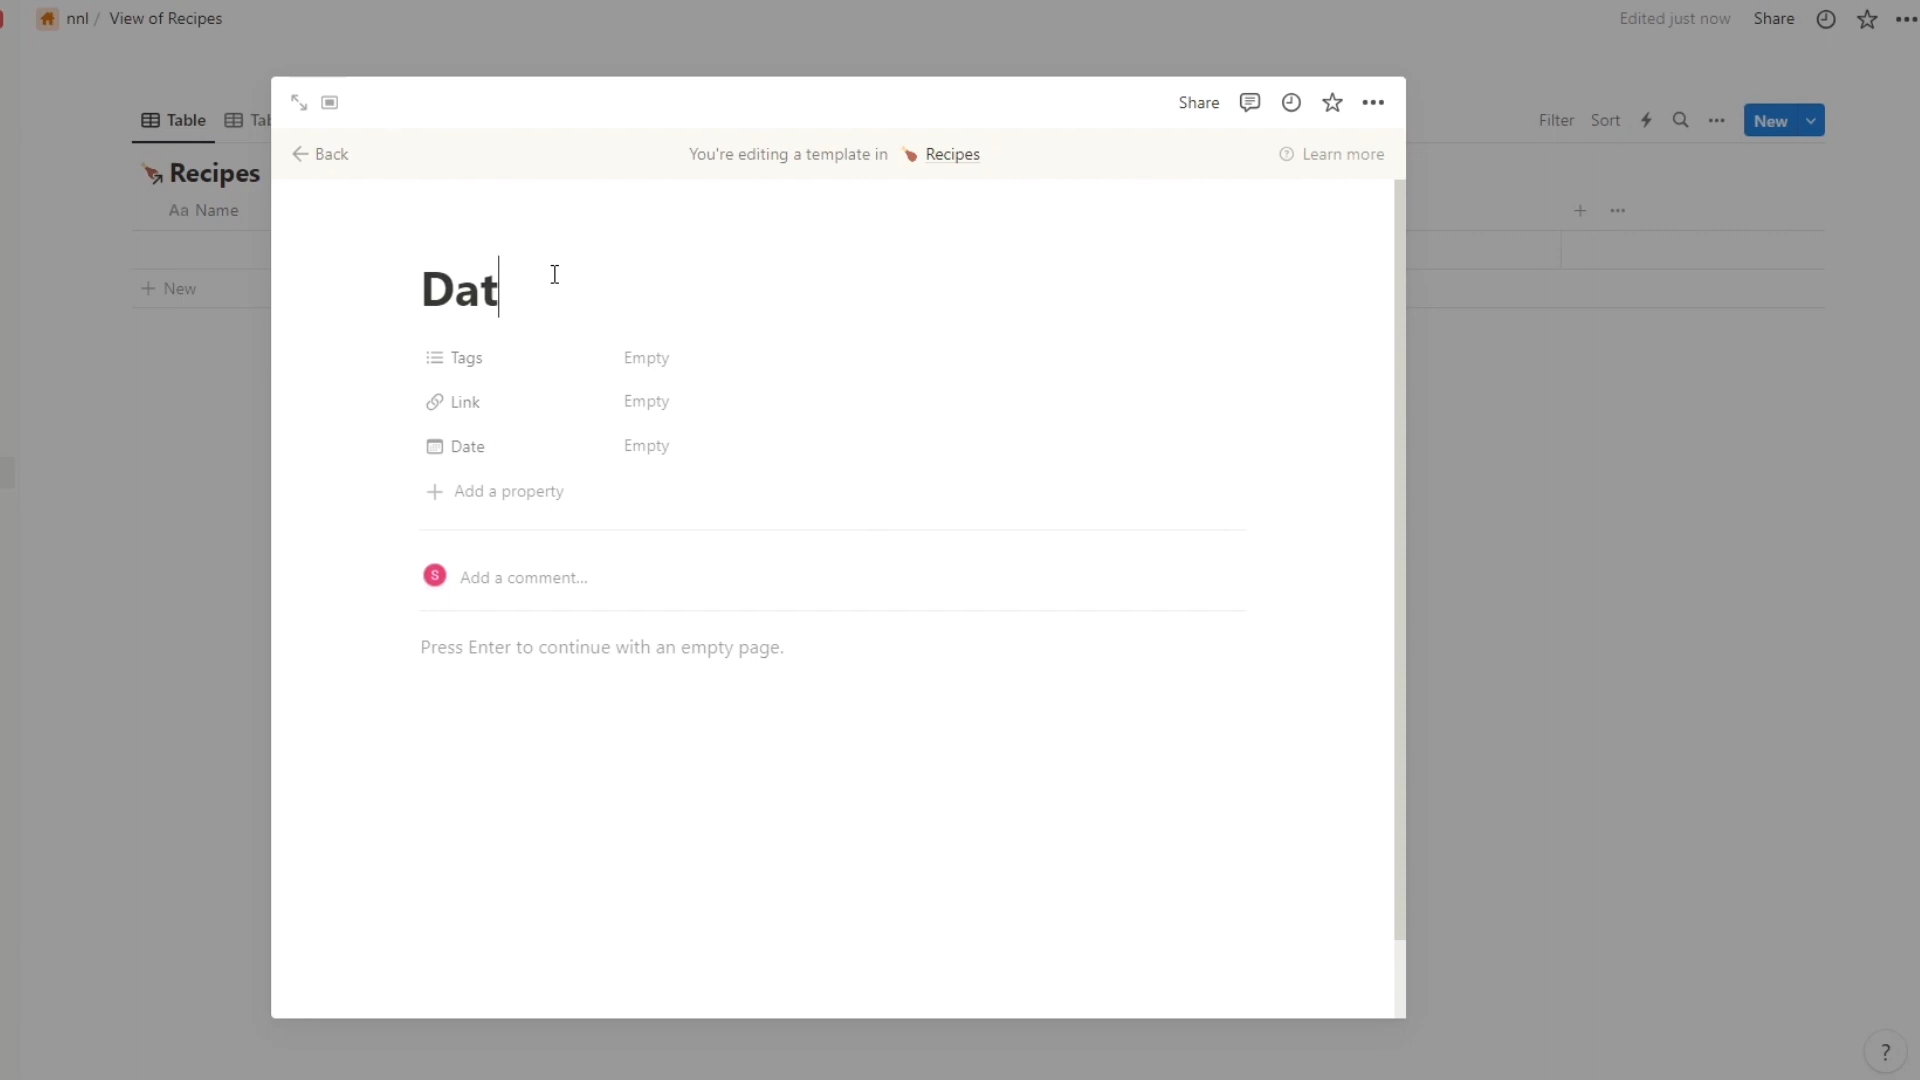 nnl / View of Recipes
Edited just now
Share
Table
Tab
Filter
Sort
New
Recipes
Aa Name
+ New
Share
Back
You're editing a template in Recipes
Learn more
Dat
Tags Empty
Link Empty
Date Empty
Add a property
S Add a comment...
Press Enter to continue with an empty page.
?